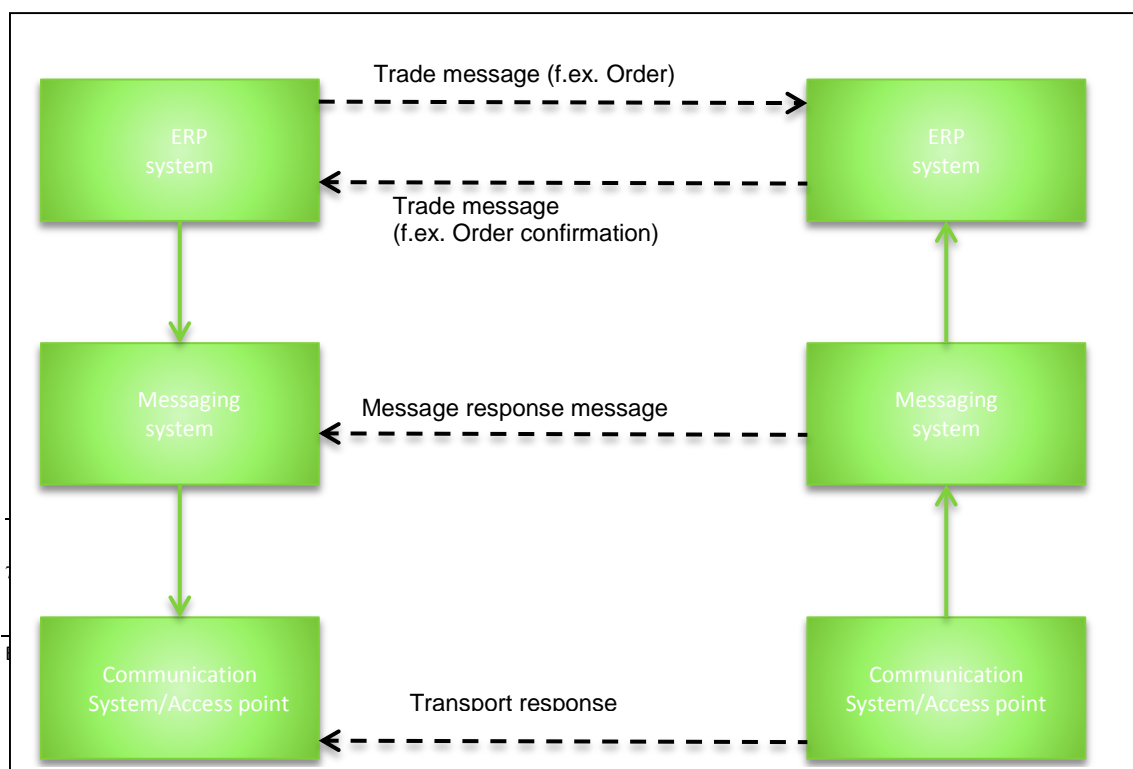 Trade message (f.ex. Order)
ERP
system
ERP
system
Trade message
(f.ex. Order confirmation)
Messaging
system
Message response message
Messaging
system
Communication
System/Access point
Transport response
Communication
System/Access point